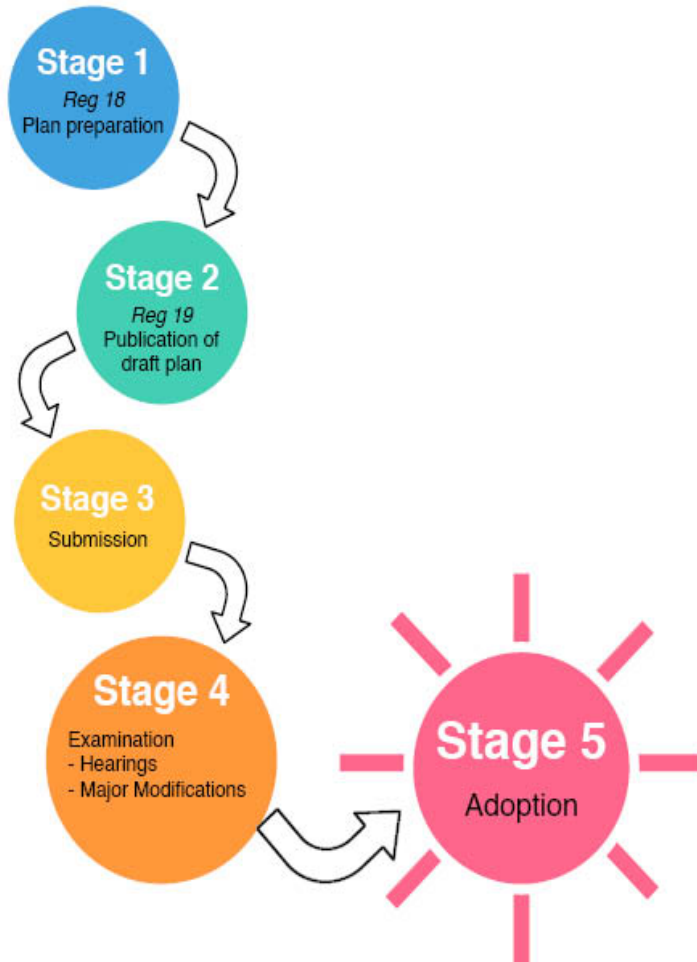 Stage 1
Reg 18
Plan preparation
Stage 2
Reg 19
Publication of
draft plan
Stage 3
Submission
Stage 4
Examination
- Hearings
- Major Modifications
Stage 5
Adoption